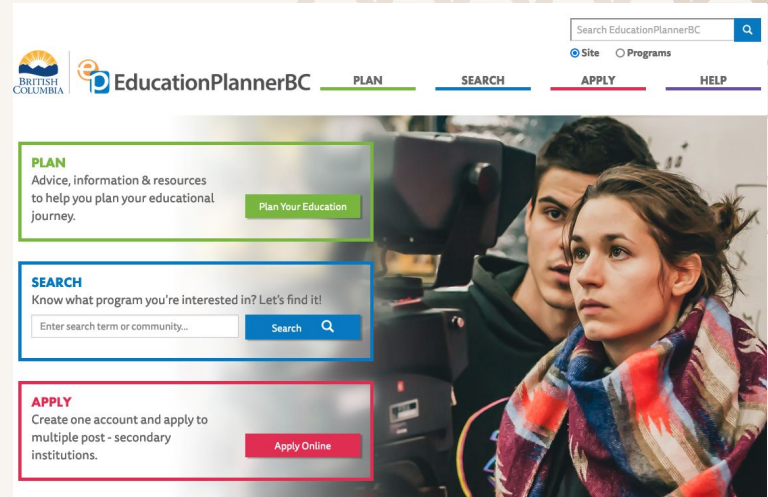 Search EducationPlannerBC
Site Programs
BRITISH
COLUMBIA
ep EducationPlannerBC
PLAN SEARCH APPLY HELP
PLAN
Advice, information & resources
to help you plan your educational
journey.
Plan Your Education
SEARCH
Know what program you're interested in? Let's find it!
Enter search term or community...
Search
APPLY
Create one account and apply to
multiple post - secondary
institutions.
Apply Online